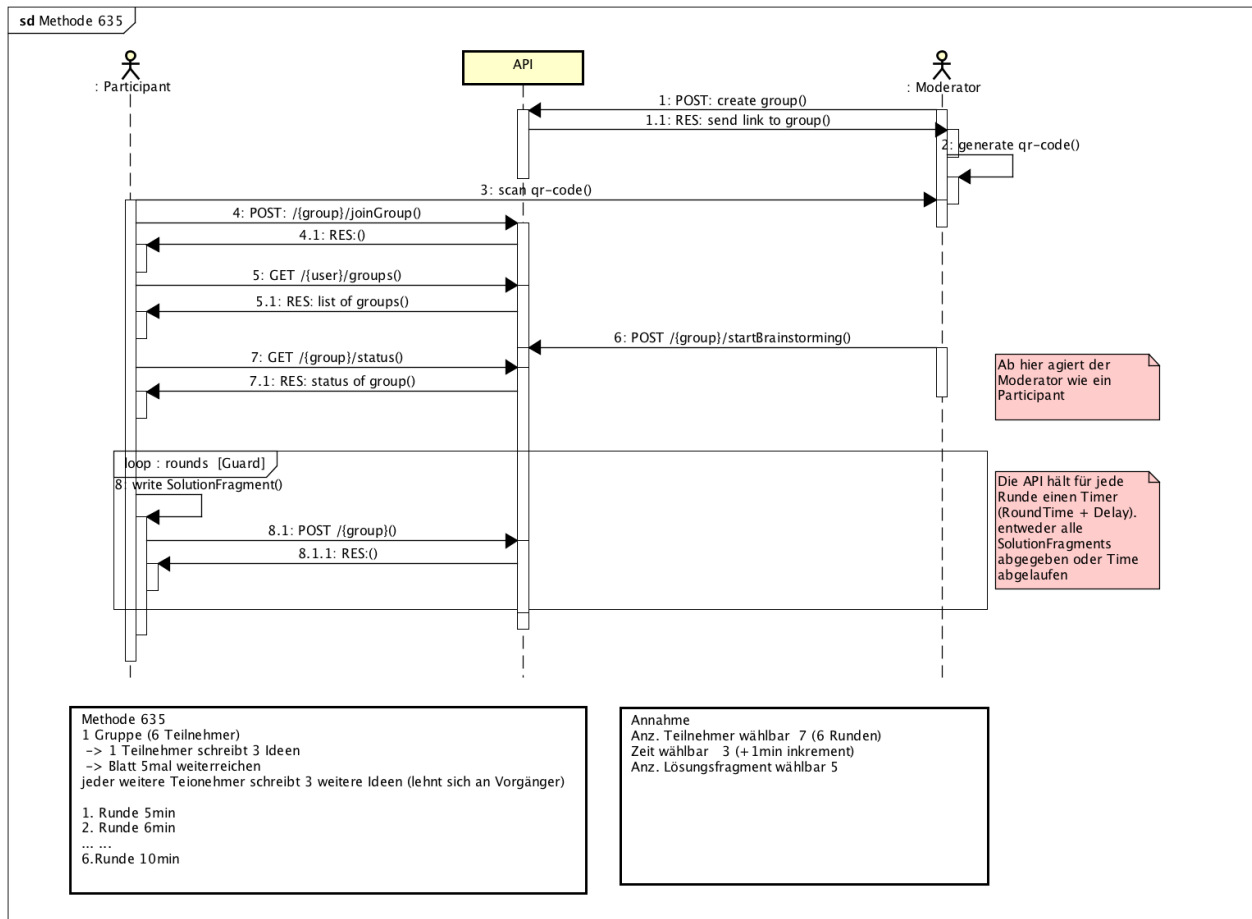 sd Methode 635
: Participant
API
: Moderator
1: POST: create group()
1.1: RES: send link to group()
2: generate qr-code()
3: scan qr-code()
4: POST: /{group}/joinGroup()
4.1: RES:()
5: GET /{user}/groups()
5.1: RES: list of groups()
6: POST /{group}/startBrainstorming()
7: GET /{group}/status()
7.1: RES: status of group()
Ab hier agiert der
Moderator wie ein
Participant
loop : rounds [Guard]
8: write SolutionFragment()
8.1: POST /{group}()
8.1.1: RES:()
Die API hält für jede
Runde einen Timer
(RoundTime + Delay).
entweder alle
SolutionFragments
abgegeben oder Time
abgelaufen
Methode 635
1 Gruppe (6 Teilnehmer)
-> 1 Teilnehmer schreibt 3 Ideen
-> Blatt 5mal weiterreichen
jeder weitere Teionehmer schreibt 3 weitere Ideen (lehnt sich an Vorgänger)
1. Runde 5min
2. Runde 6min
... ...
6.Runde 10min
Annahme
Anz. Teilnehmer wählbar 7 (6 Runden)
Zeit wählbar 3 (+1min inkrement)
Anz. Lösungsfragment wählbar 5